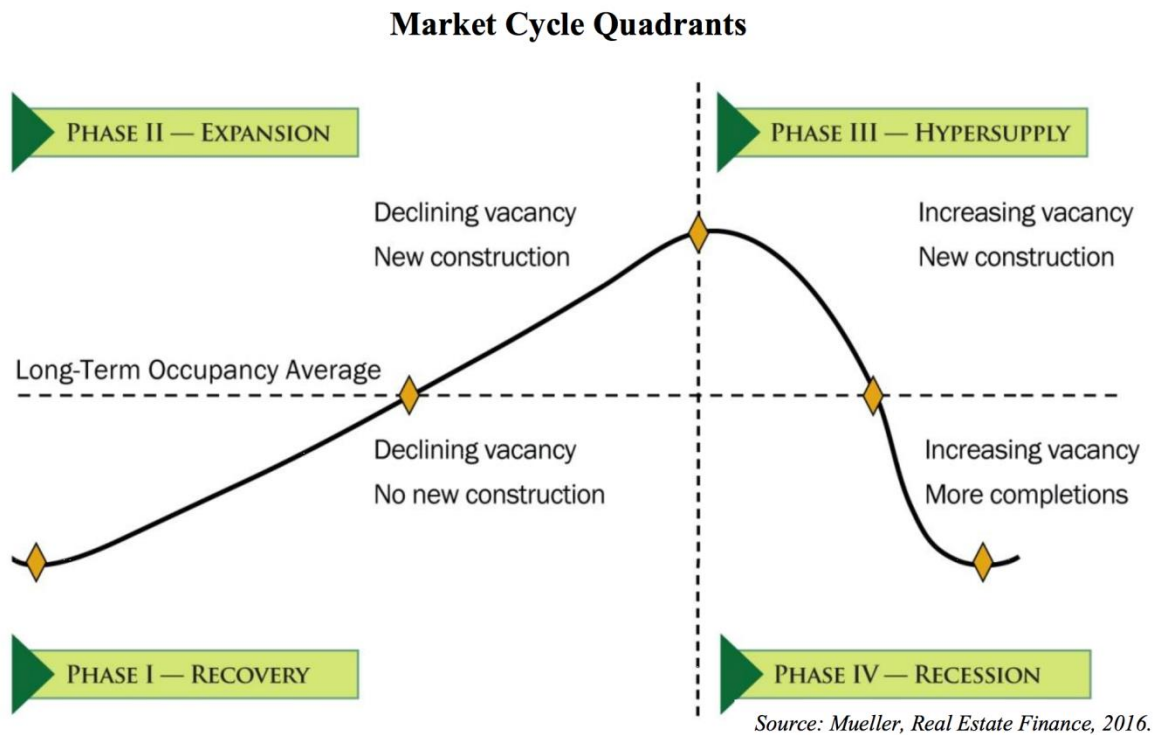 Market Cycle Quadrants
PHASE II — EXPANSION
PHASE III — HYPERSUPPLY
Declining vacancy
New construction
Increasing vacancy
New construction
Long-Term Occupancy Average
Declining vacancy
No new construction
Increasing vacancy
More completions
PHASE I — RECOVERY
PHASE IV — RECESSION
Source: Mueller, Real Estate Finance, 2016.